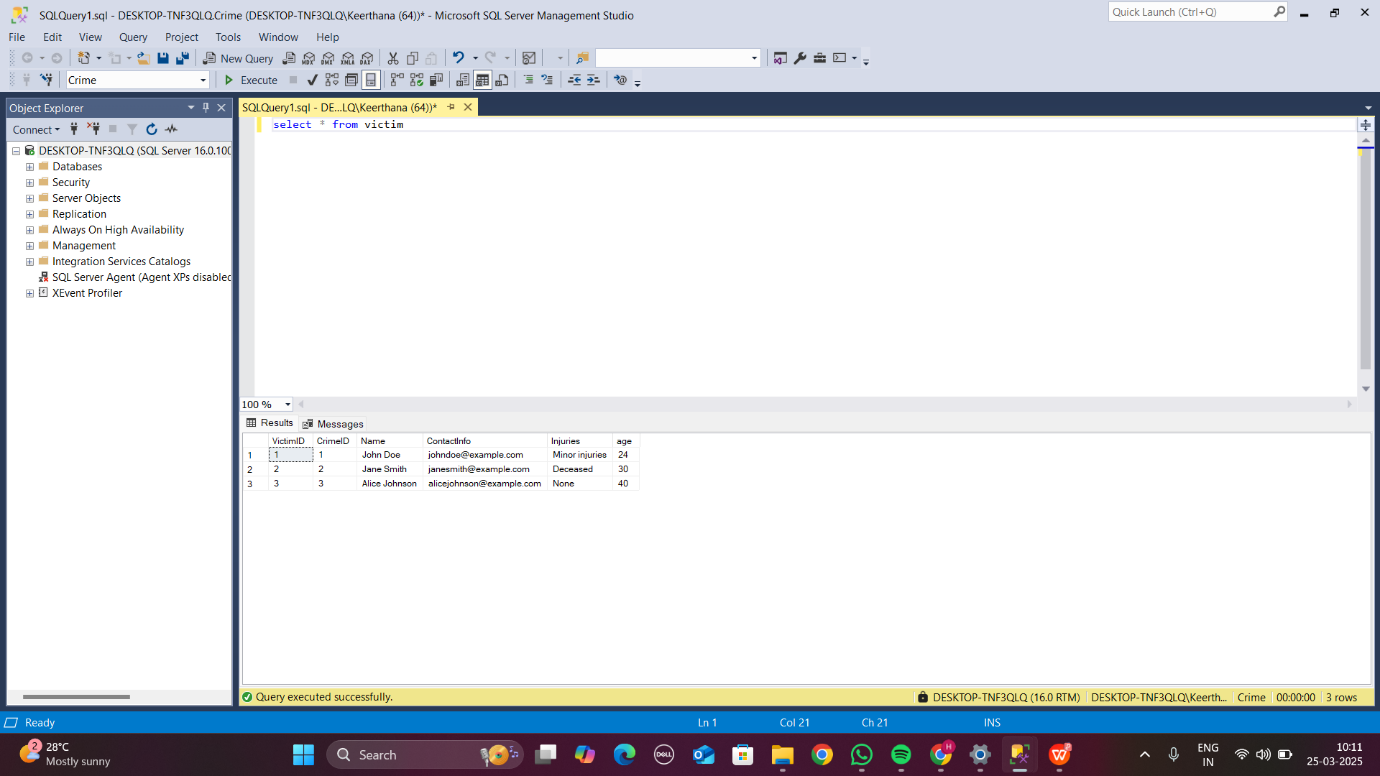 SQLQuery1.sql - DESKTOP-TNF3QLQ.Crime (DESKTOP-TNF3QLQ\Keerthana (64))* - Microsoft SQL Server Management Studio
Quick Launch (Ctrl+Q)
File Edit View Query Project Tools Window Help
New Query
MDX DMX XMLA DAX
Crime
Execute
Object Explorer
SQLQuery1.sql - DE...LQ\Keerthana (64))*
Connect
select * from victim
DESKTOP-TNF3QLQ (SQL Server 16.0.100
Databases
Security
Server Objects
Replication
Always On High Availability
Management
Integration Services Catalogs
SQL Server Agent (Agent XPs disabled
XEvent Profiler
100 %
Results Messages
VictimID CrimeID Name ContactInfo Injuries age
1 1 1 John Doe johndoe@example.com Minor injuries 24
2 2 2 Jane Smith janesmith@example.com Deceased 30
3 3 3 Alice Johnson alicejohnson@example.com None 40
Query executed successfully.
DESKTOP-TNF3QLQ (16.0 RTM) DESKTOP-TNF3QLQ\Keerth... Crime 00:00:00 3 rows
Ready
Ln 1 Col 21 Ch 21 INS
2
28°C
Mostly sunny
Search
DELL
H
ENG
IN
10:11
25-03-2025